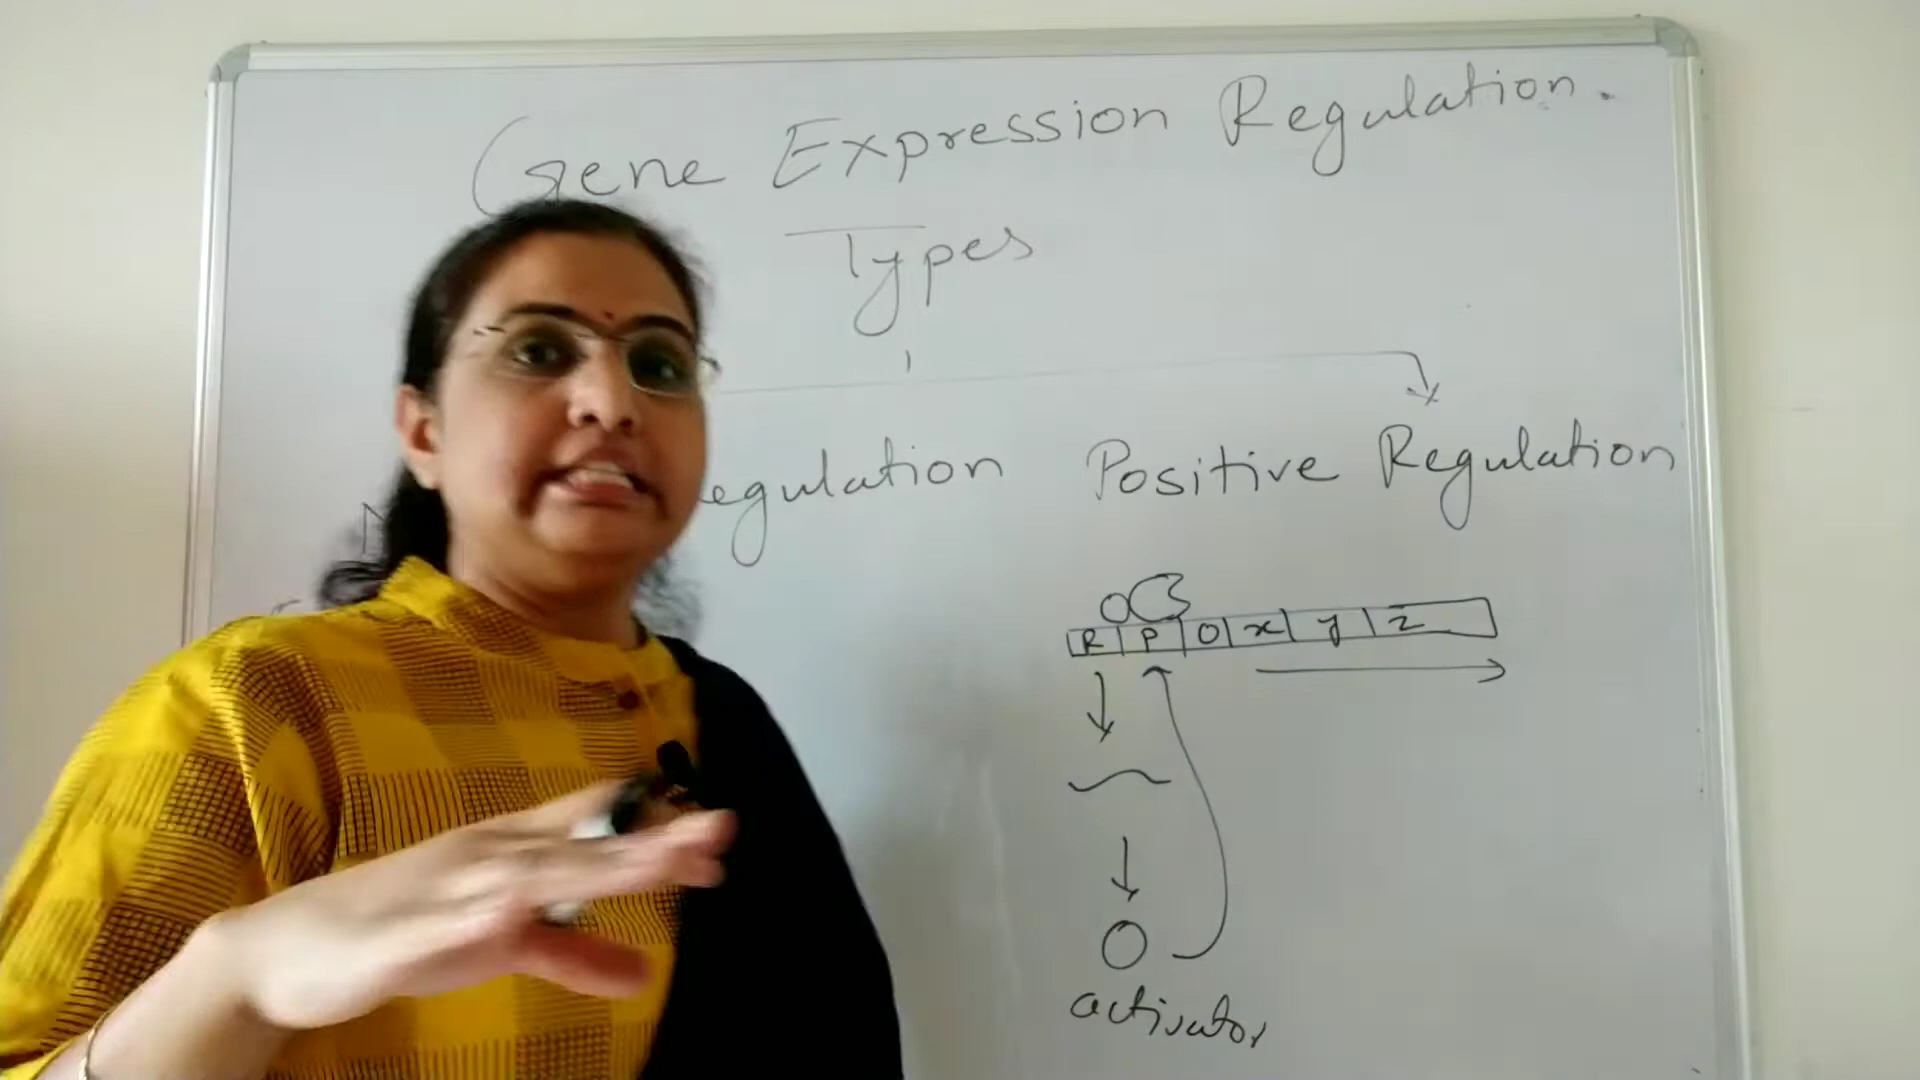 Gene Expression Regulation.
Types
egulation Positive Regulation
R P O x y z
activator